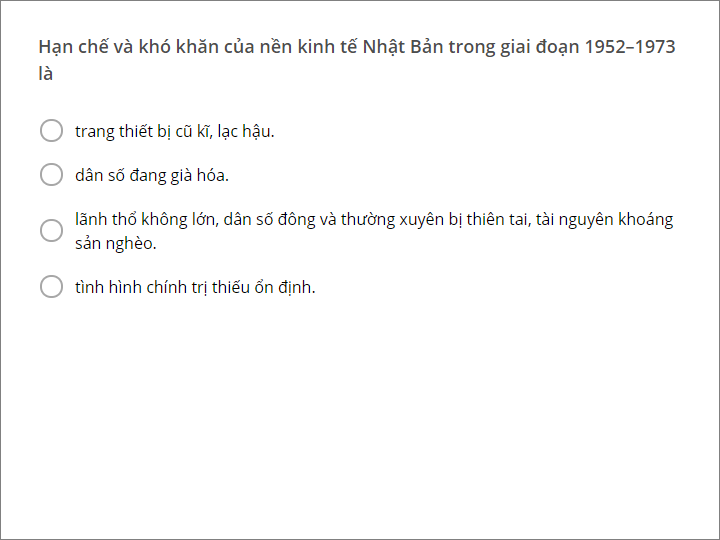 Hạn chế và khó khăn của nền kinh tế Nhật Bản trong giai đoạn 1952–1973
là
trang thiết bị cũ kĩ, lạc hậu.
dân số đang già hóa.
lãnh thổ không lớn, dân số đông và thường xuyên bị thiên tai, tài nguyên khoáng
sản nghèo.
tình hình chính trị thiếu ổn định.